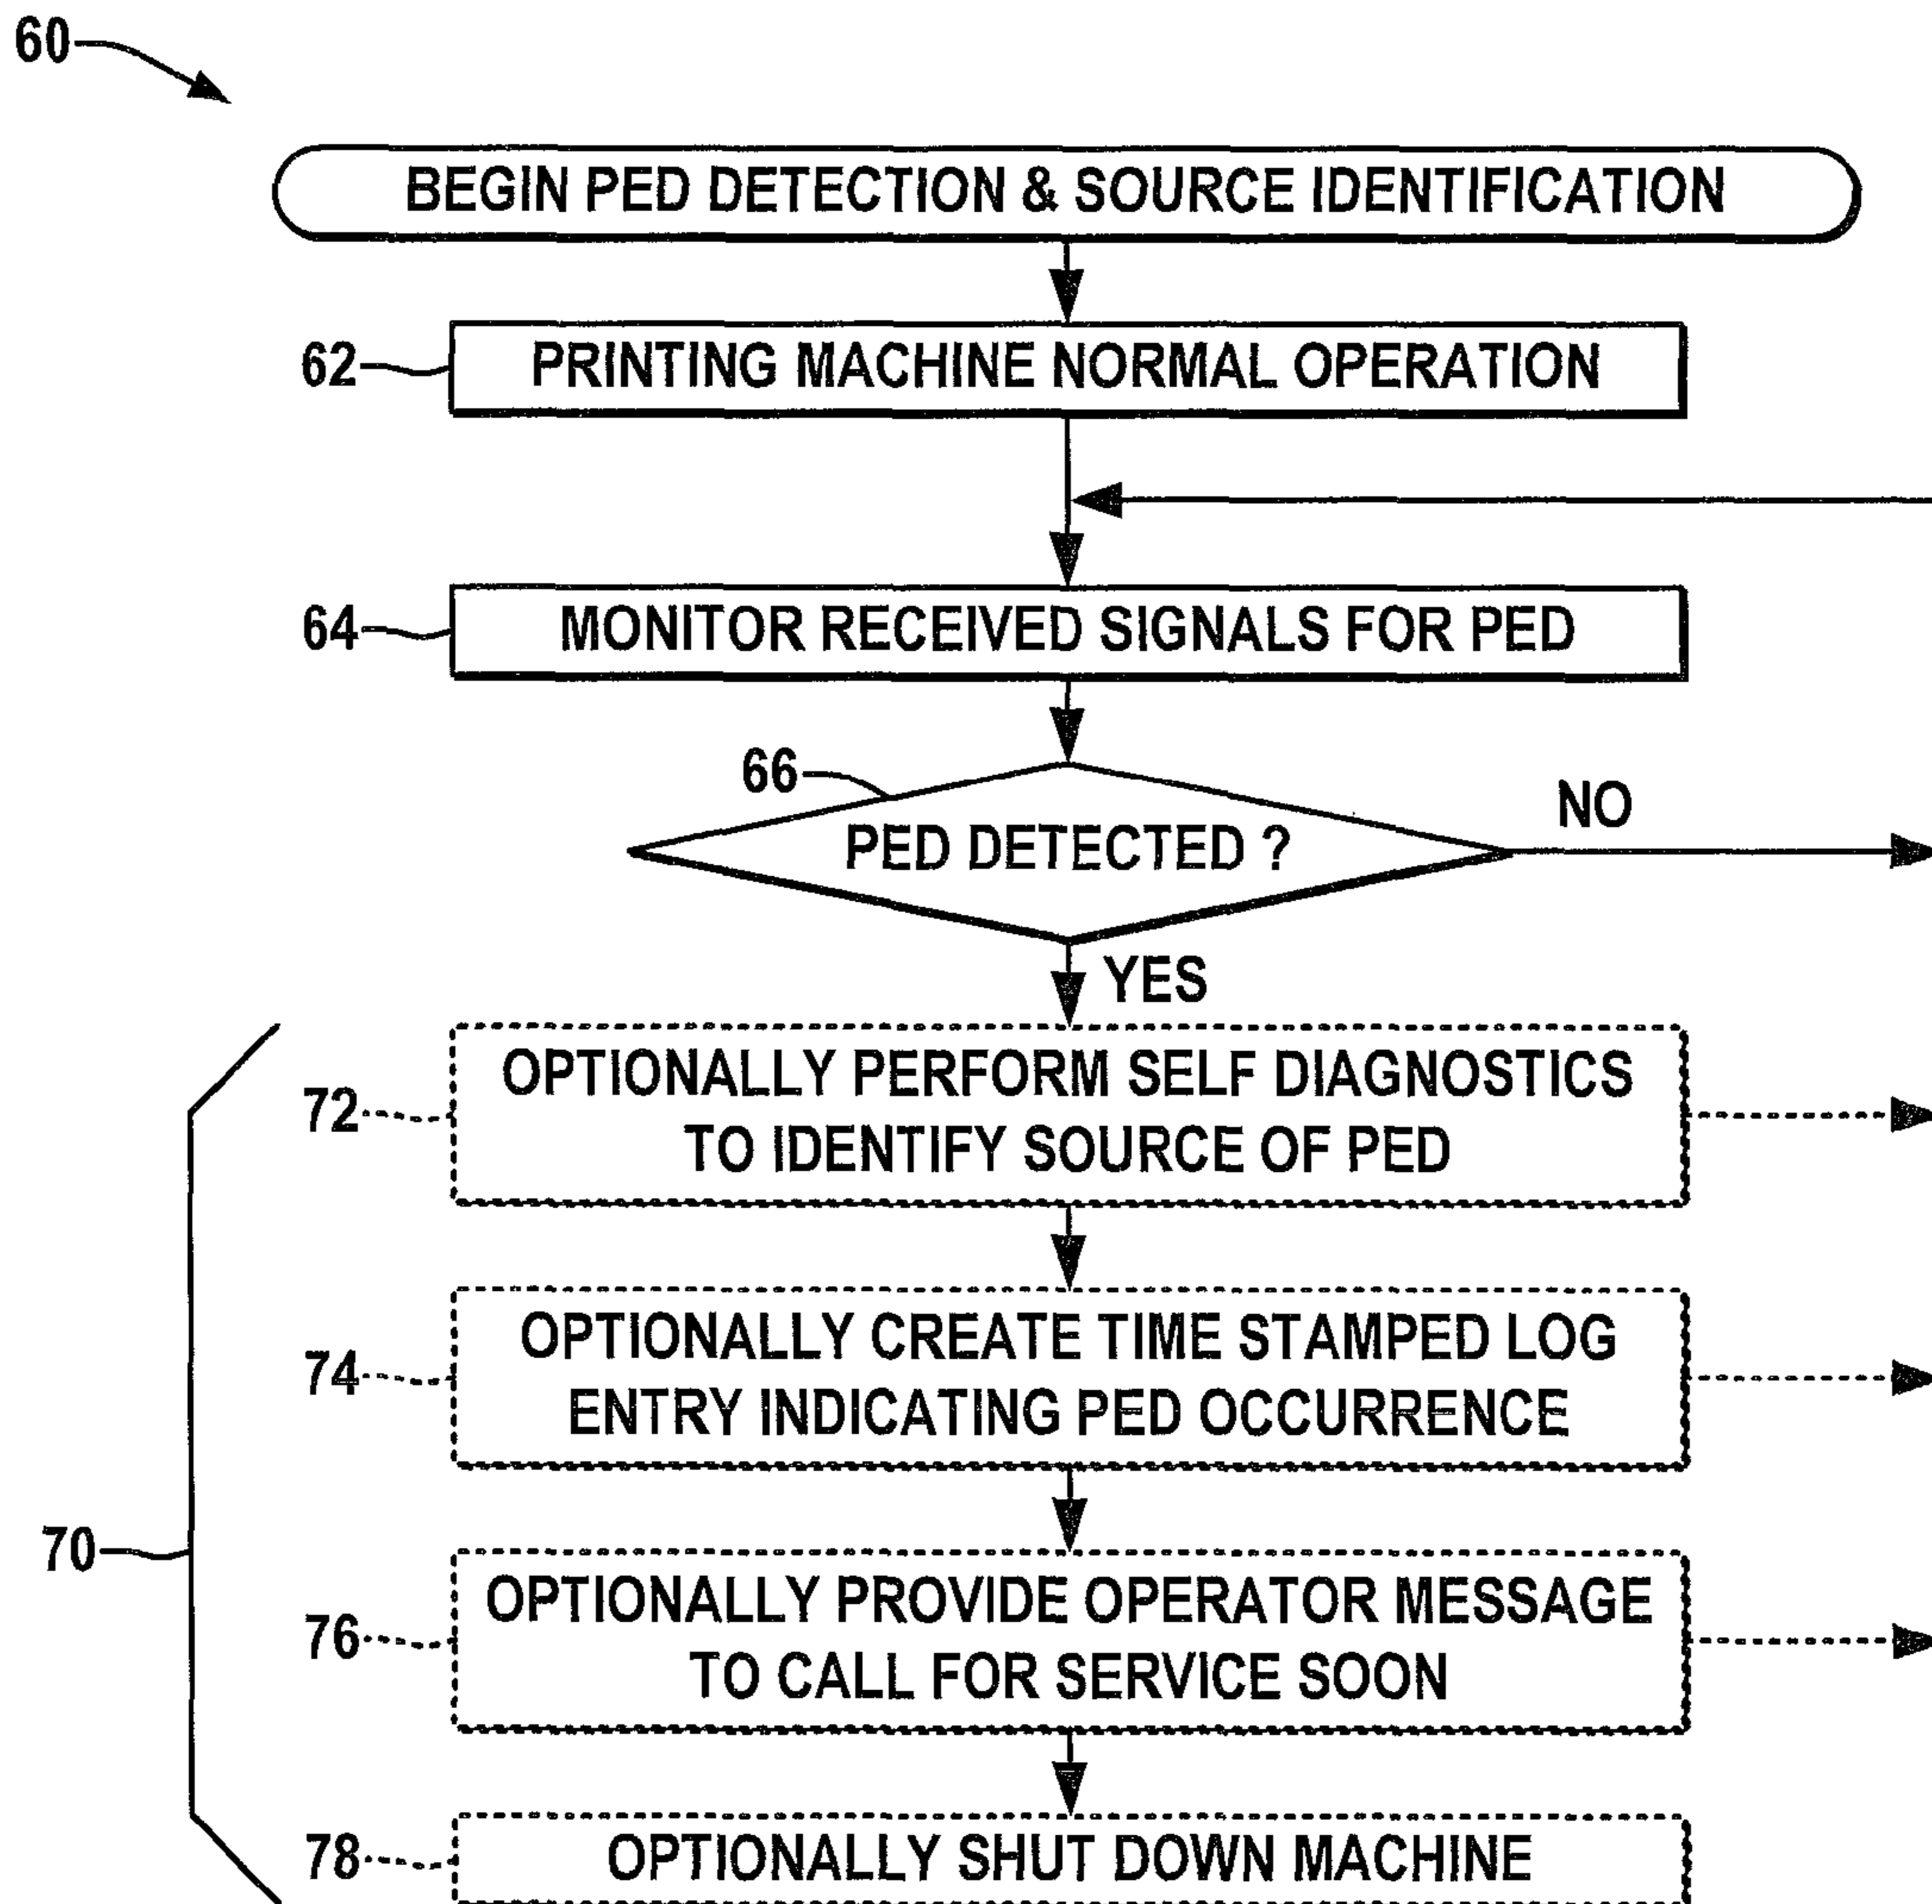 60
BEGIN PED DETECTION & SOURCE IDENTIFICATION
62
PRINTING MACHINE NORMAL OPERATION
64
MONITOR RECEIVED SIGNALS FOR PED
66
PED DETECTED ?
NO
YES
72
OPTIONALLY PERFORM SELF DIAGNOSTICS
TO IDENTIFY SOURCE OF PED
74
OPTIONALLY CREATE TIME STAMPED LOG
ENTRY INDICATING PED OCCURRENCE
70
76
OPTIONALLY PROVIDE OPERATOR MESSAGE
TO CALL FOR SERVICE SOON
78
OPTIONALLY SHUT DOWN MACHINE